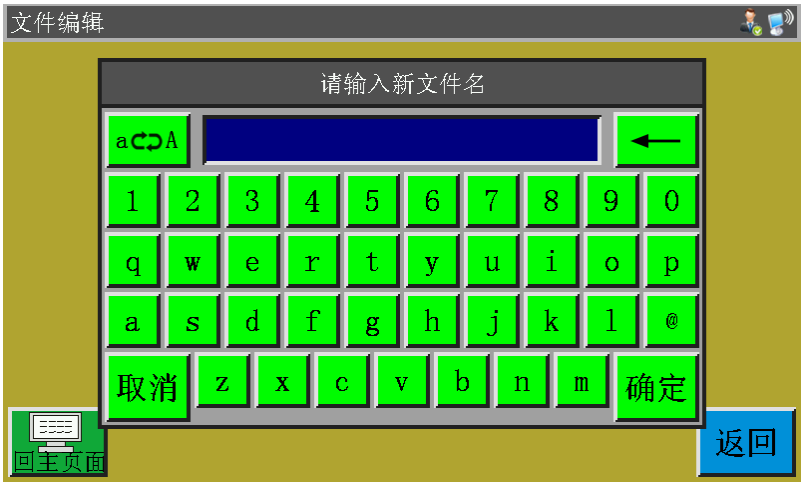 文件编辑
请输入新文件名
a A
1 2 3 4 5 6 7 8 9 0
q w e r t y u i o p
a s d f g h j k l @
取消 z x c v b n m 确定
回主页面 返回